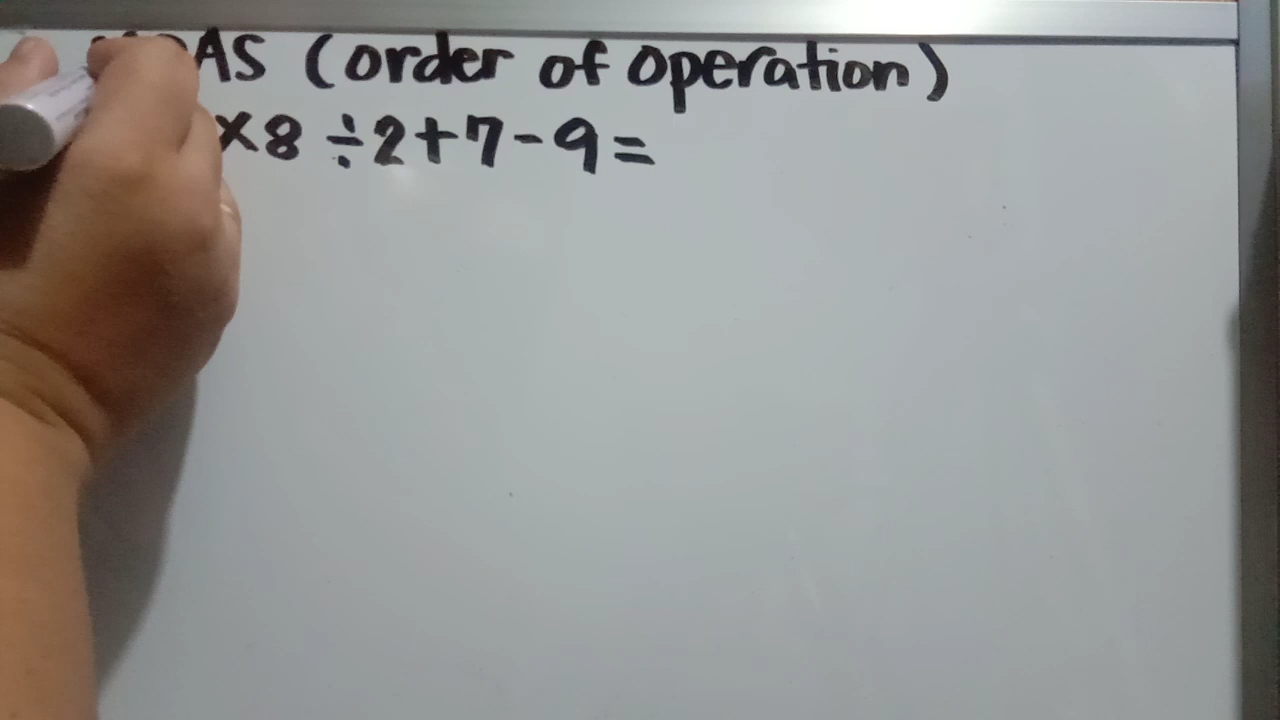 AS (order of operation)
×8 ÷2+7-9=